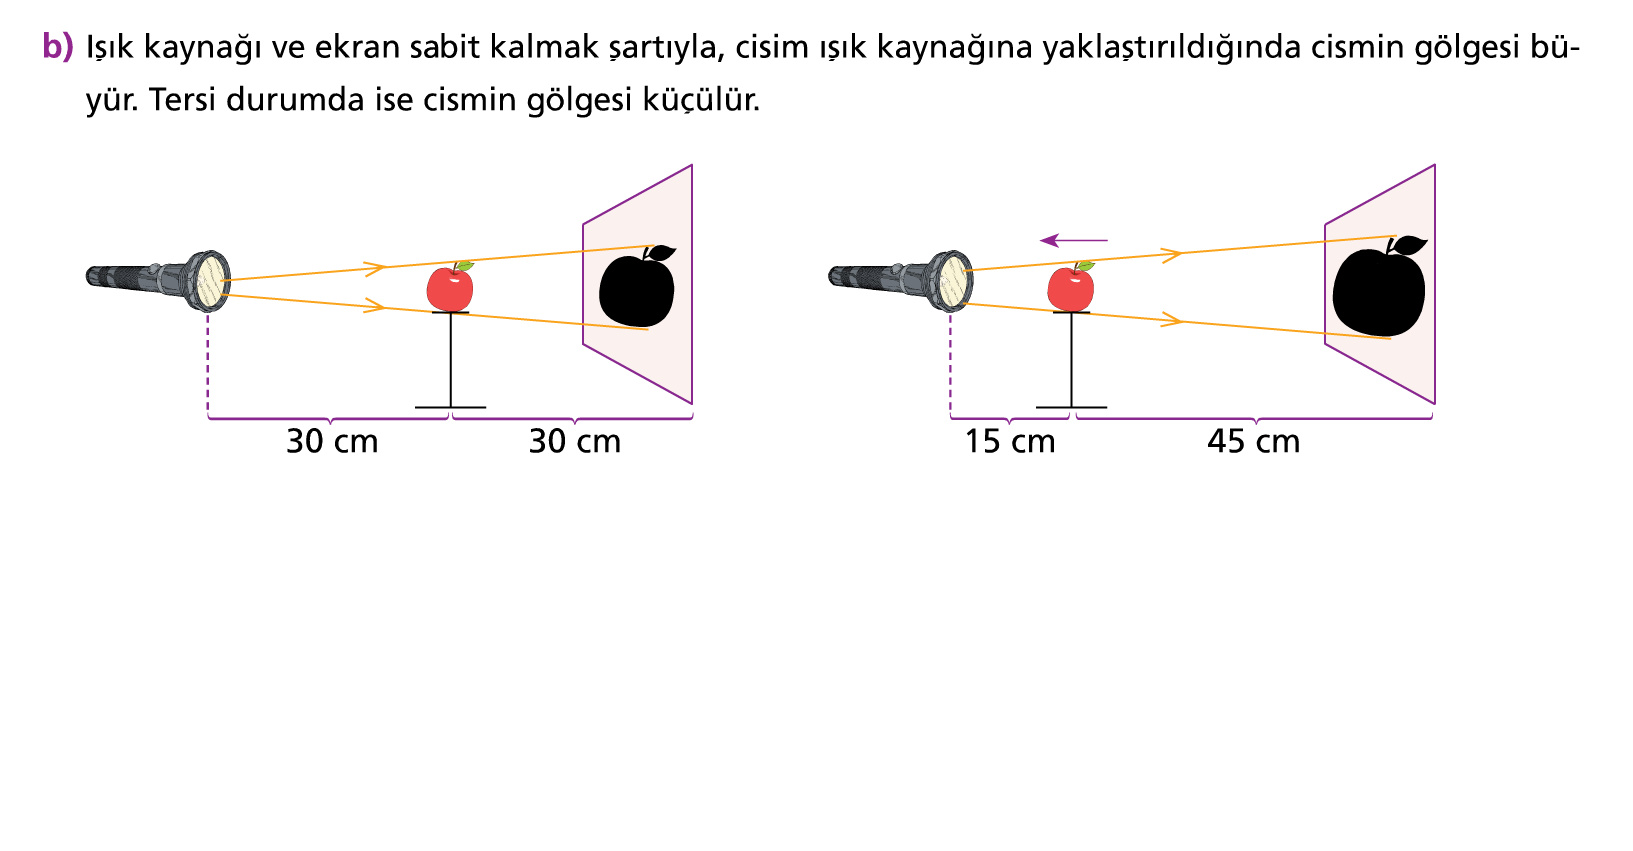 b) Işık kaynağı ve ekran sabit kalmak şartıyla, cisim ışık kaynağına yaklaştırıldığında cismin gölgesi bü-
yür. Tersi durumda ise cismin gölgesi küçülür.
30 cm 30 cm 15 cm 45 cm